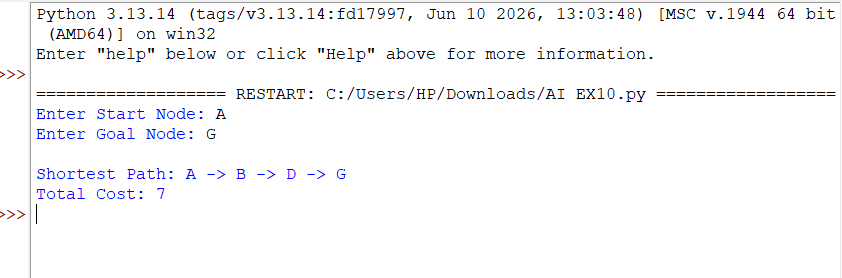 Python 3.13.14 (tags/v3.13.14:fd17997, Jun 10 2026, 13:03:48) [MSC v.1944 64 bit
 (AMD64)] on win32
Enter "help" below or click "Help" above for more information.
>>>
=================== RESTART: C:/Users/HP/Downloads/AI EX10.py ==================
Enter Start Node: A
Enter Goal Node: G
Shortest Path: A -> B -> D -> G
Total Cost: 7
>>>